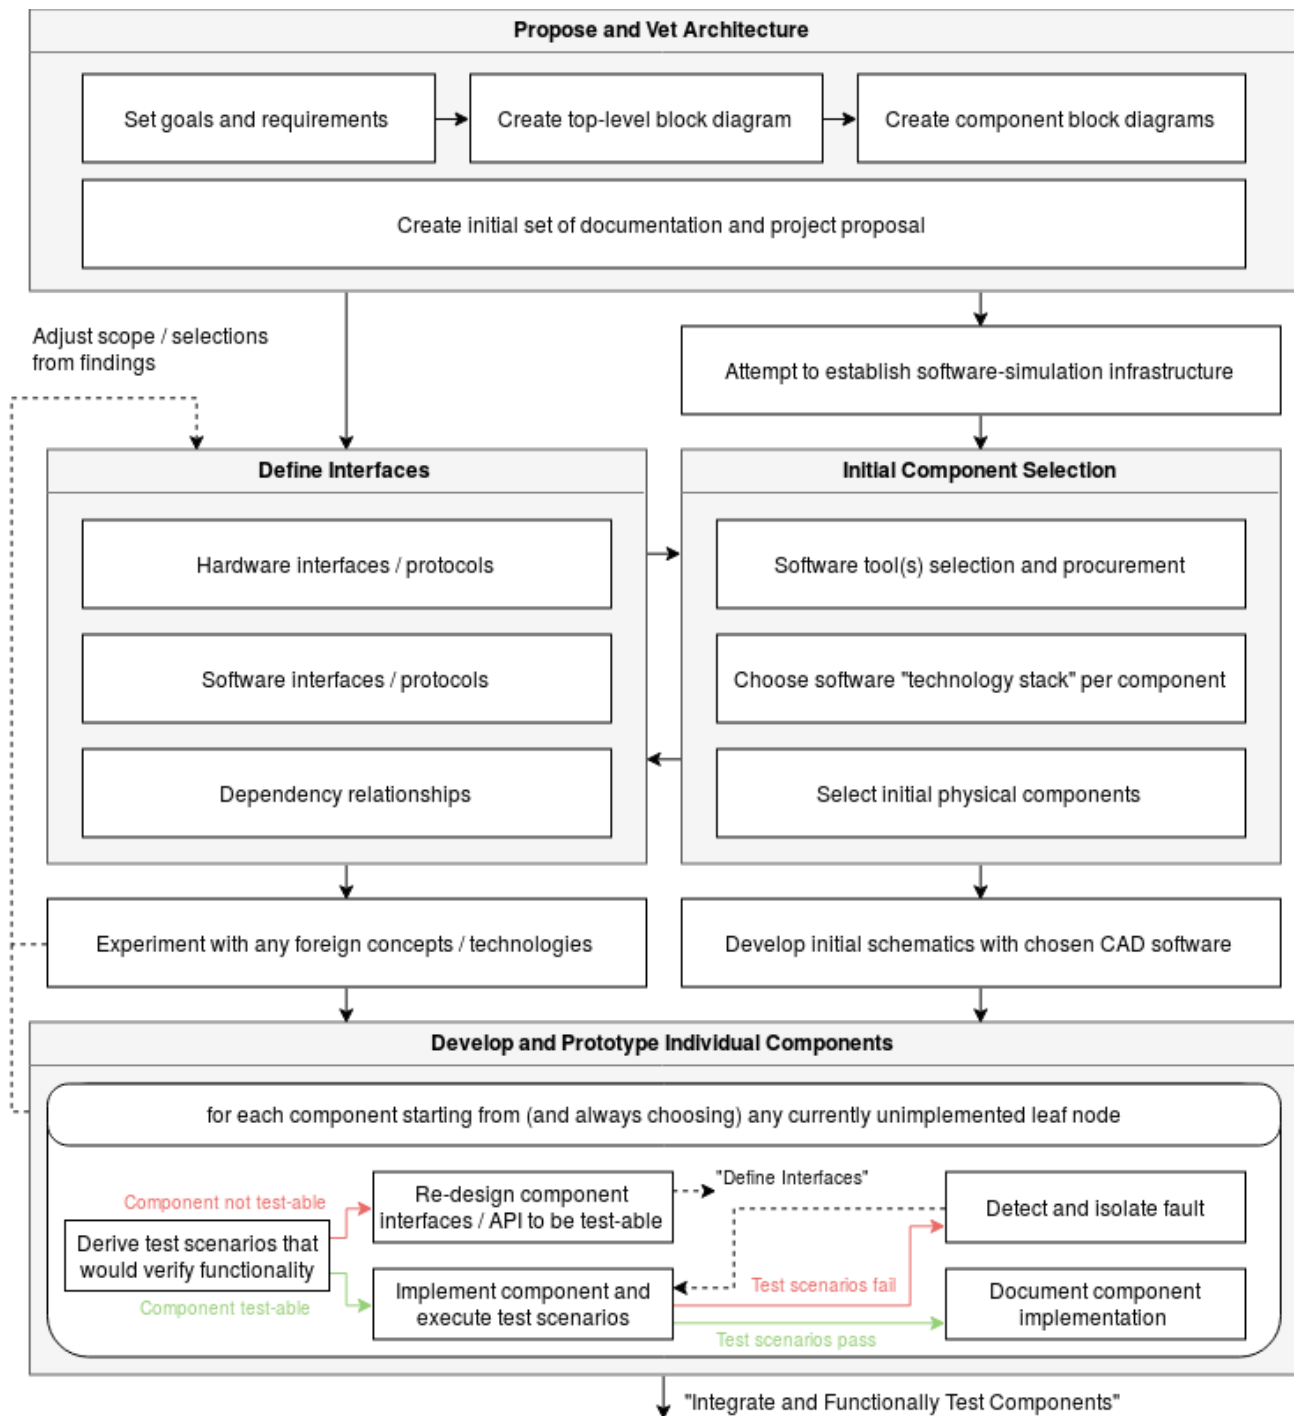 Propose and Vet Architecture
Set goals and requirements
Create top-level block diagram
Create component block diagrams
Create initial set of documentation and project proposal
Adjust scope / selections
from findings
Attempt to establish software-simulation infrastructure
Define Interfaces
Hardware interfaces / protocols
Software interfaces / protocols
Dependency relationships
Initial Component Selection
Software tool(s) selection and procurement
Choose software "technology stack" per component
Select initial physical components
Experiment with any foreign concepts / technologies
Develop initial schematics with chosen CAD software
Develop and Prototype Individual Components
for each component starting from (and always choosing) any currently unimplemented leaf node
Component not test-able
Derive test scenarios that
would verify functionality
Component test-able
Re-design component
interfaces / API to be test-able
"Define Interfaces"
Implement component and
execute test scenarios
Test scenarios fail
Test scenarios pass
Detect and isolate fault
Document component
implementation
"Integrate and Functionally Test Components"